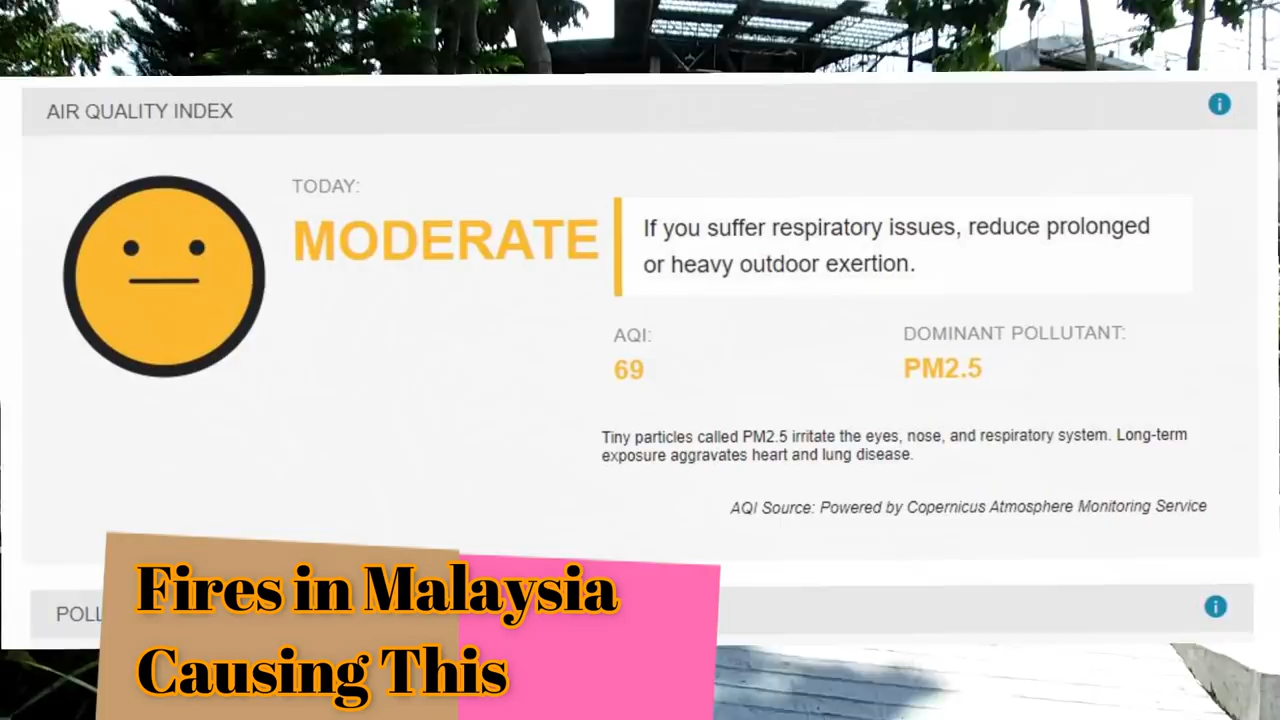 AIR QUALITY INDEX
TODAY:
MODERATE
If you suffer respiratory issues, reduce prolonged
or heavy outdoor exertion.
AQI:
69
DOMINANT POLLUTANT:
PM2.5
Tiny particles called PM2.5 irritate the eyes, nose, and respiratory system. Long-term
exposure aggravates heart and lung disease.
AQI Source: Powered by Copernicus Atmosphere Monitoring Service
POLL
Fires in Malaysia
Causing This